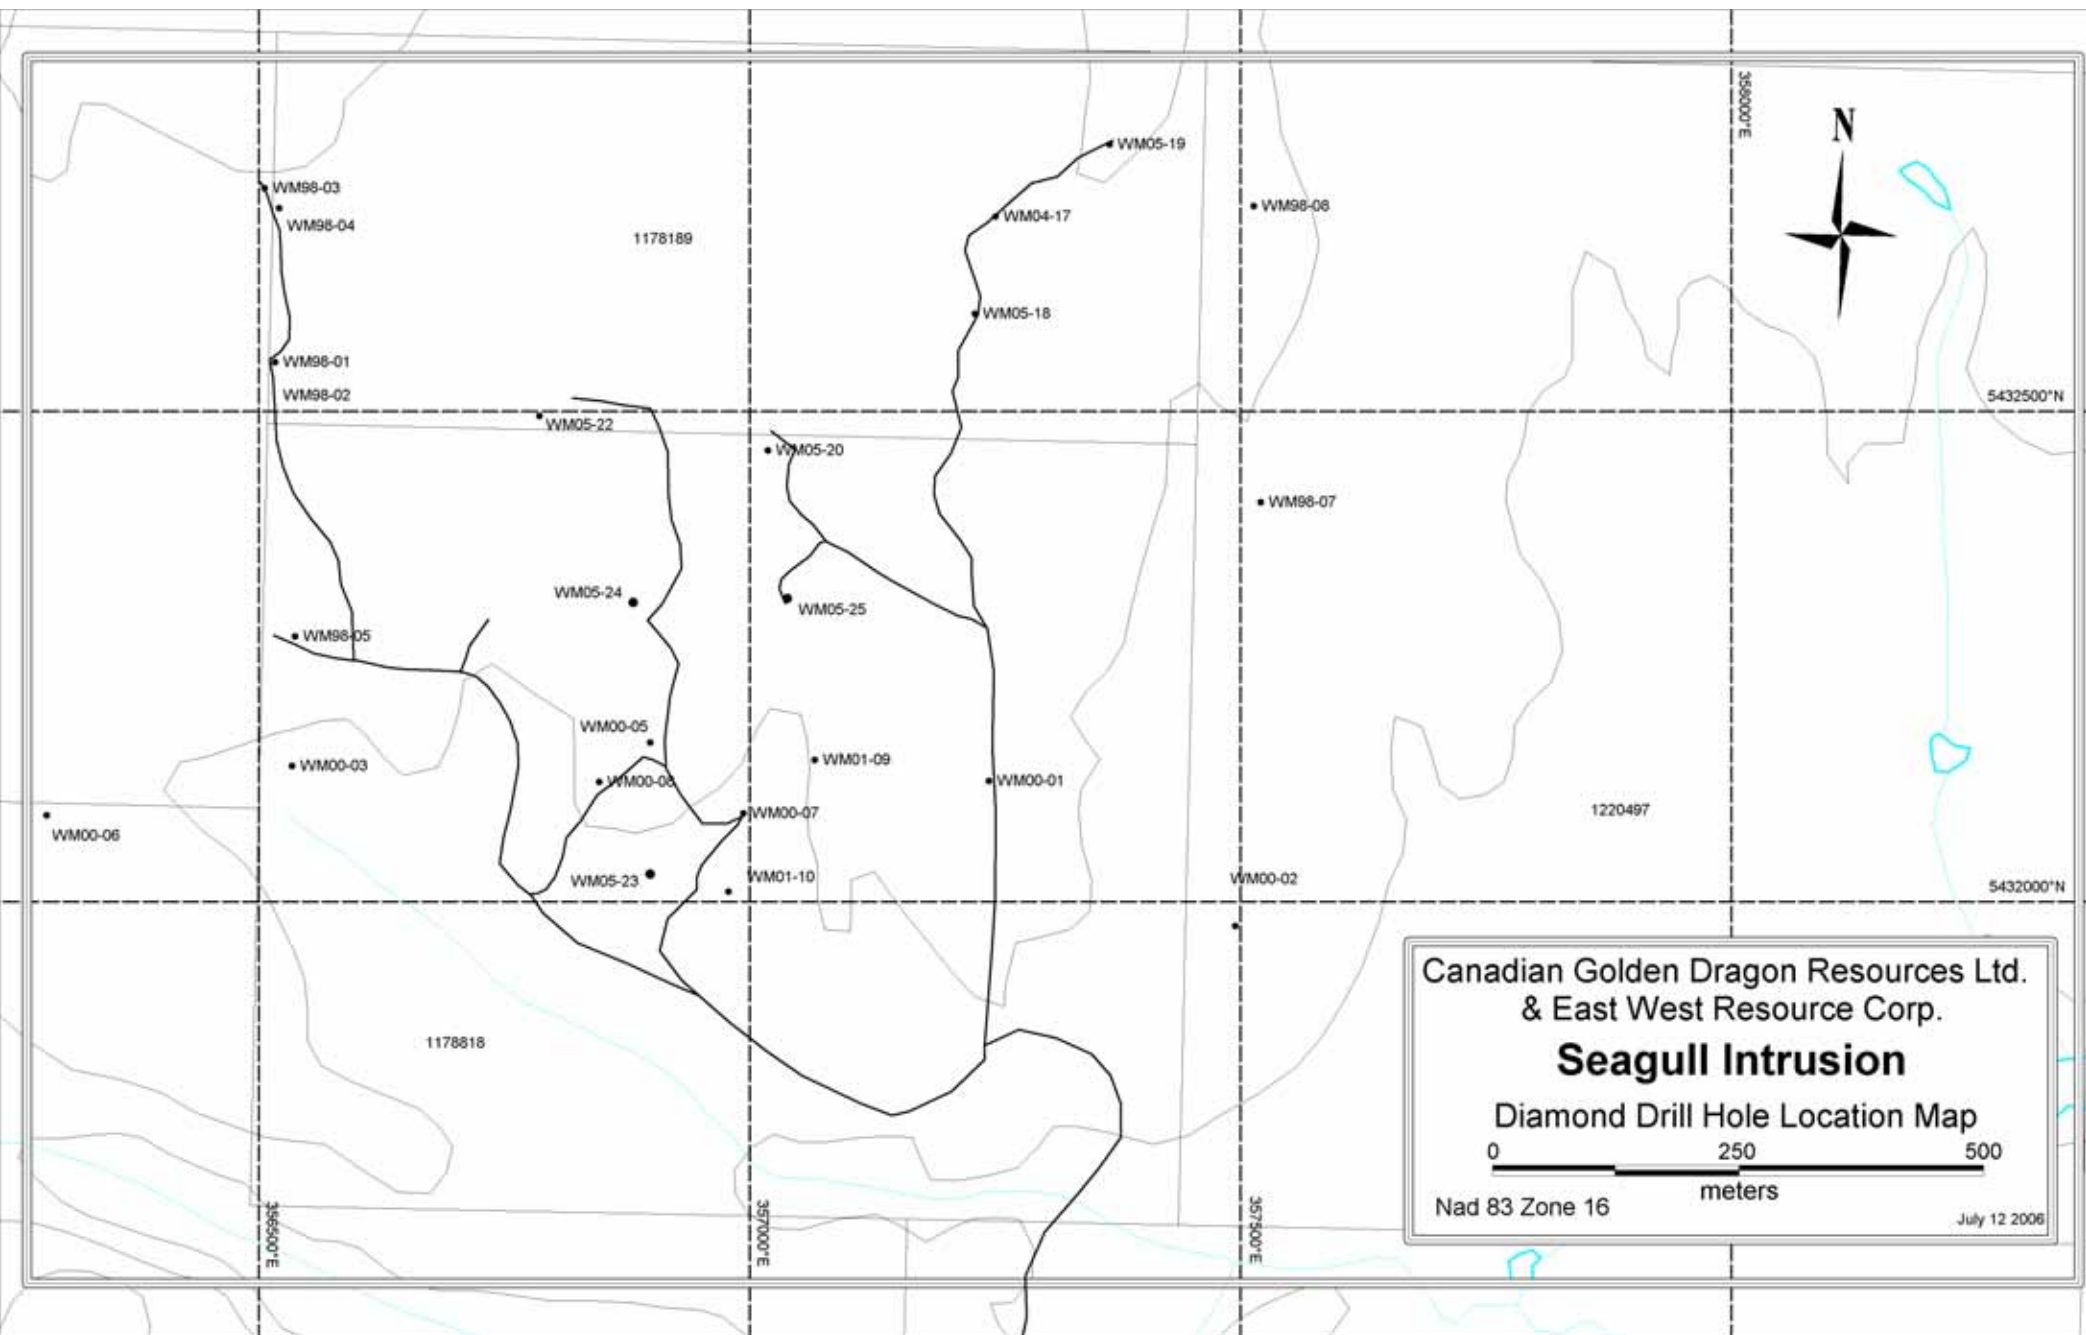 358000°E
N
WM05-19
WM98-03
WM98-04
WM04-17
WM98-08
1178189
WM05-18
WM98-01
WM98-02
5432500°N
WM05-22
WM05-20
WM98-07
WM05-24
WM05-25
WM98-05
WM00-05
WM01-09
WM00-03
WM00-01
WM00-07
1220497
WM00-06
WM05-23
WM01-10
WM00-02
5432000°N
1178818
Canadian Golden Dragon Resources Ltd.
& East West Resource Corp.
Seagull Intrusion
Diamond Drill Hole Location Map
0 250 500
meters
Nad 83 Zone 16
July 12 2006
356500°E
357000°E
357500°E